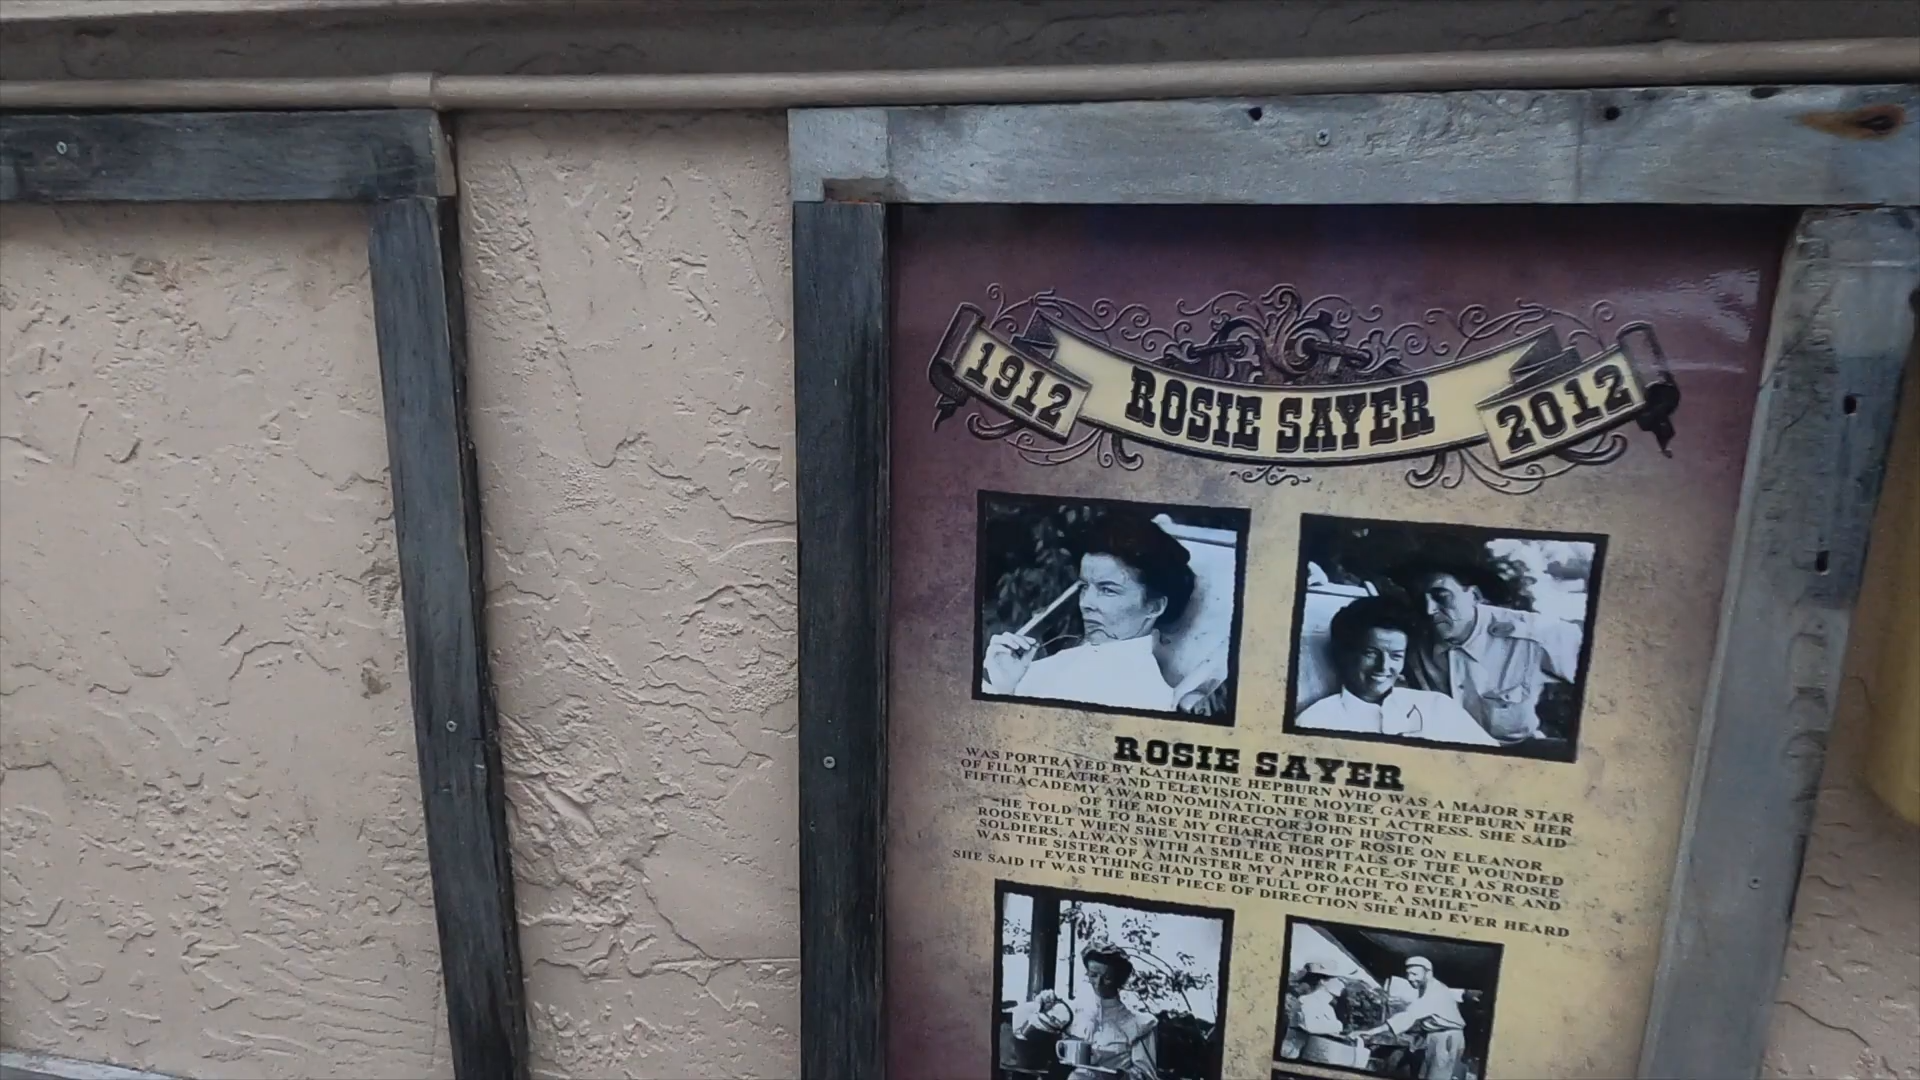 1912 ROSIE SAYER 2012
ROSIE SAYER
WAS PORTRAYED BY KATHARINE HEPBURN WHO WAS A MAJOR STAR
OF FILM THEATRE AND TELEVISION. THE MOVIE GAVE HEPBURN HER
FIFTH ACADEMY AWARD NOMINATION FOR BEST ACTRESS. SHE SAID
OF THE MOVIE DIRECTOR JOHN HUSTON
"HE TOLD ME TO BASE MY CHARACTER OF ROSIE ON ELEANOR
ROOSEVELT WHEN SHE VISITED THE HOSPITALS OF THE WOUNDED
SOLDIERS, ALWAYS WITH A SMILE ON HER FACE. SINCE I AS ROSIE
WAS THE SISTER OF A MINISTER MY APPROACH TO EVERYONE AND
EVERYTHING HAD TO BE FULL OF HOPE. A SMILE"
SHE SAID IT WAS THE BEST PIECE OF DIRECTION SHE HAD EVER HEARD